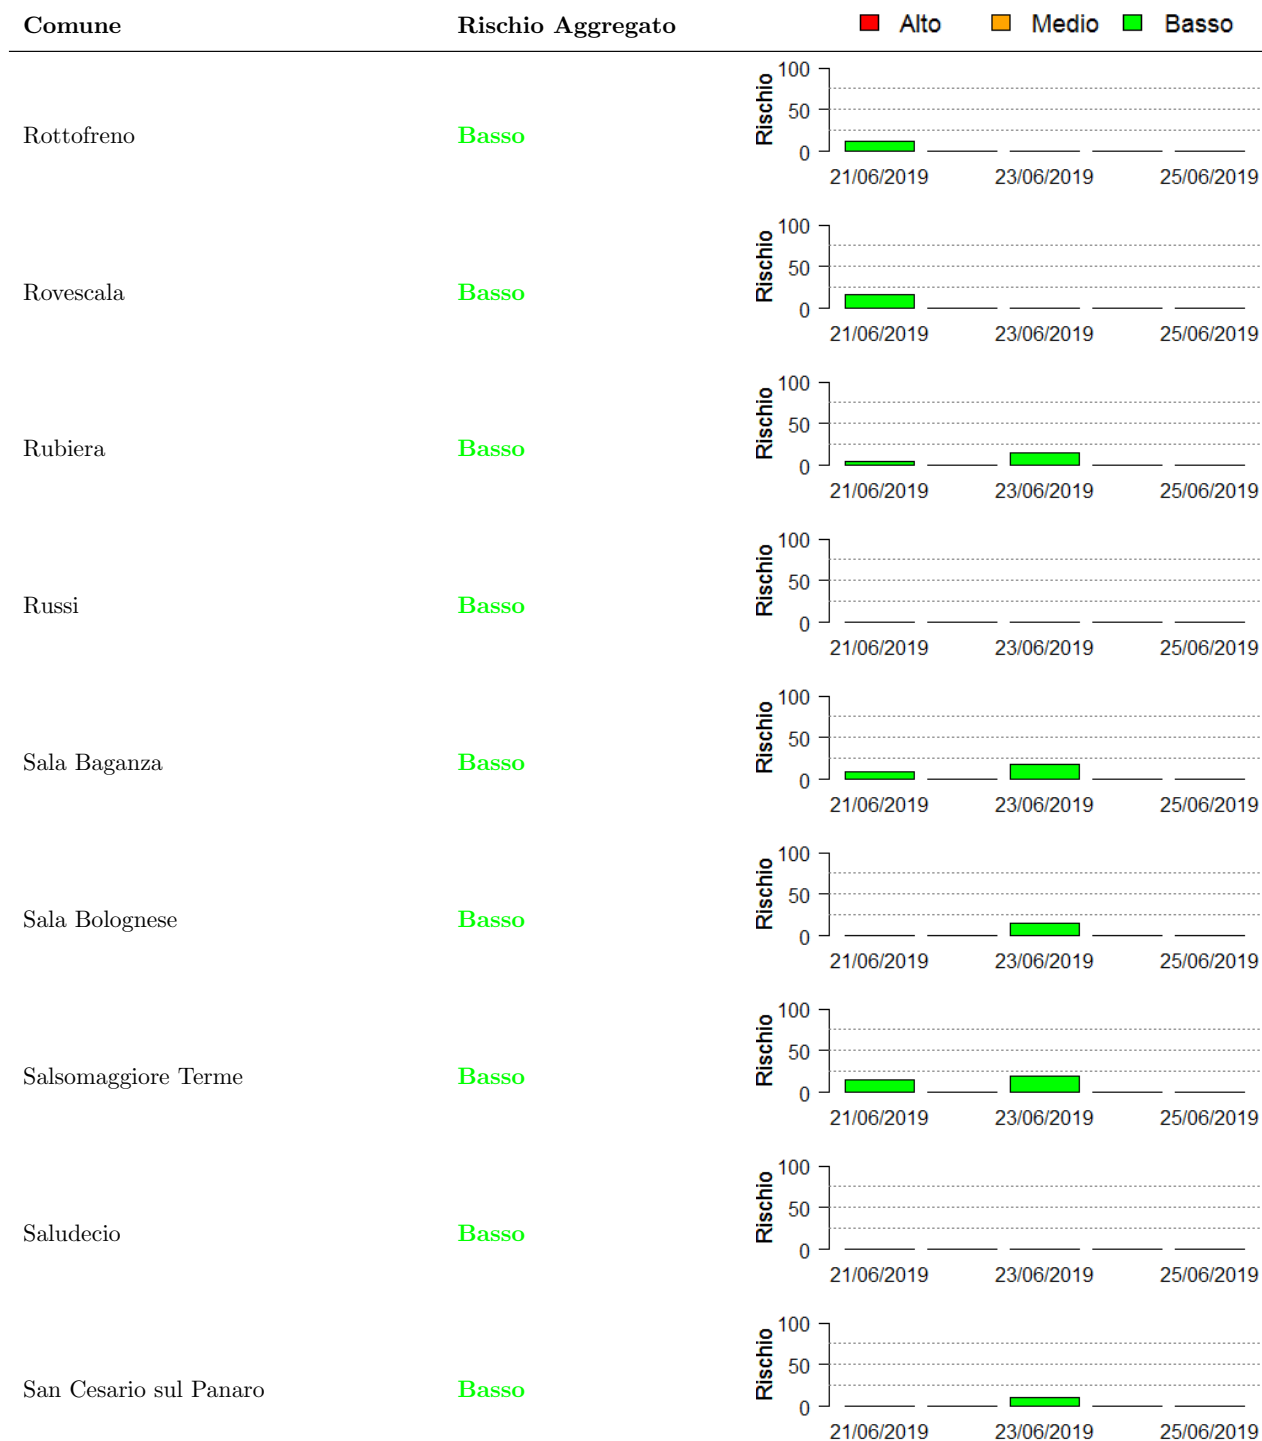 Comune Rischio Aggregato Alto Medio Basso
100
50
0
Rischio
Rottofreno Basso
21/06/2019 23/06/2019 25/06/2019
100
50
0
Rischio
Rovescala Basso
21/06/2019 23/06/2019 25/06/2019
100
50
0
Rischio
Rubiera Basso
21/06/2019 23/06/2019 25/06/2019
100
50
0
Rischio
Russi Basso
21/06/2019 23/06/2019 25/06/2019
100
50
0
Rischio
Sala Baganza Basso
21/06/2019 23/06/2019 25/06/2019
100
50
0
Rischio
Sala Bolognese Basso
21/06/2019 23/06/2019 25/06/2019
100
50
0
Rischio
Salsomaggiore Terme Basso
21/06/2019 23/06/2019 25/06/2019
100
50
0
Rischio
Saludecio Basso
21/06/2019 23/06/2019 25/06/2019
100
50
0
Rischio
San Cesario sul Panaro Basso
21/06/2019 23/06/2019 25/06/2019